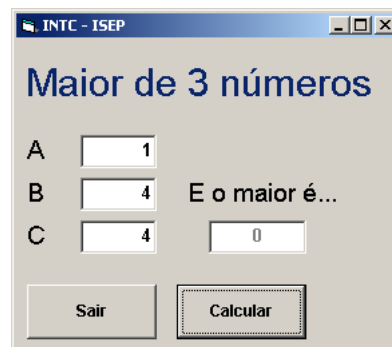 INTC - ISEP
Maior de 3 números
A 1
B 4 E o maior é...
C 4 0
Sair Calcular